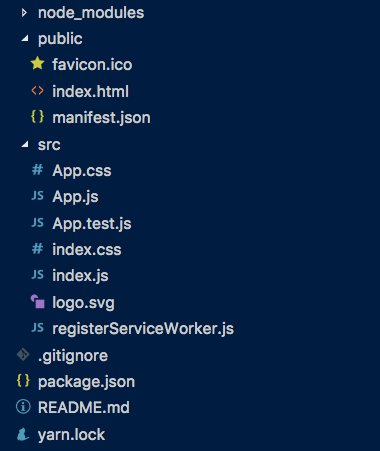 node_modules
public
favicon.ico
<> index.html
{} manifest.json
src
# App.css
JS App.js
JS App.test.js
# index.css
JS index.js
logo.svg
JS registerServiceWorker.js
.gitignore
{} package.json
README.md
yarn.lock